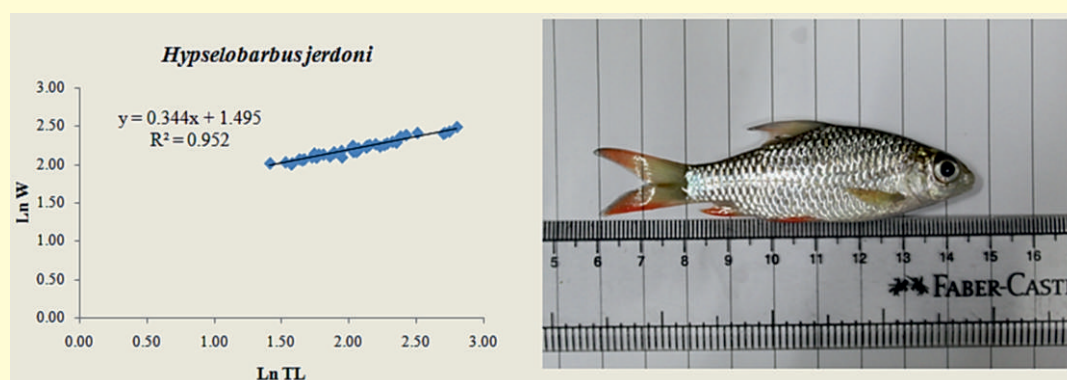 Hypselobarbus jerdoni
3.00
y = 0.344x + 1.495
2.50
R² = 0.952
2.00
1.50
1.00
0.50
0.00
0.00 0.50 1.00 1.50 2.00 2.50 3.00
Ln W
Ln TL
5 6 7 8 9 10 11 12 13 14 15 16
FABER-CASTE